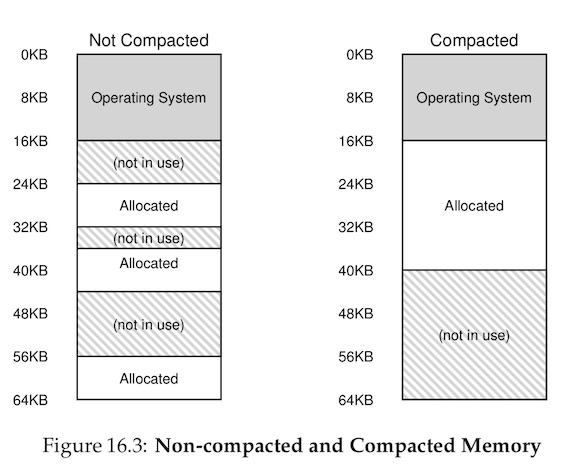 Not Compacted
0KB
Operating System
8KB
16KB
(not in use)
24KB
Allocated
32KB
(not in use)
Allocated
40KB
48KB
(not in use)
56KB
Allocated
64KB
Compacted
0KB
8KB
Operating System
16KB
24KB
Allocated
32KB
40KB
48KB
(not in use)
56KB
64KB
Figure 16.3: Non-compacted and Compacted Memory